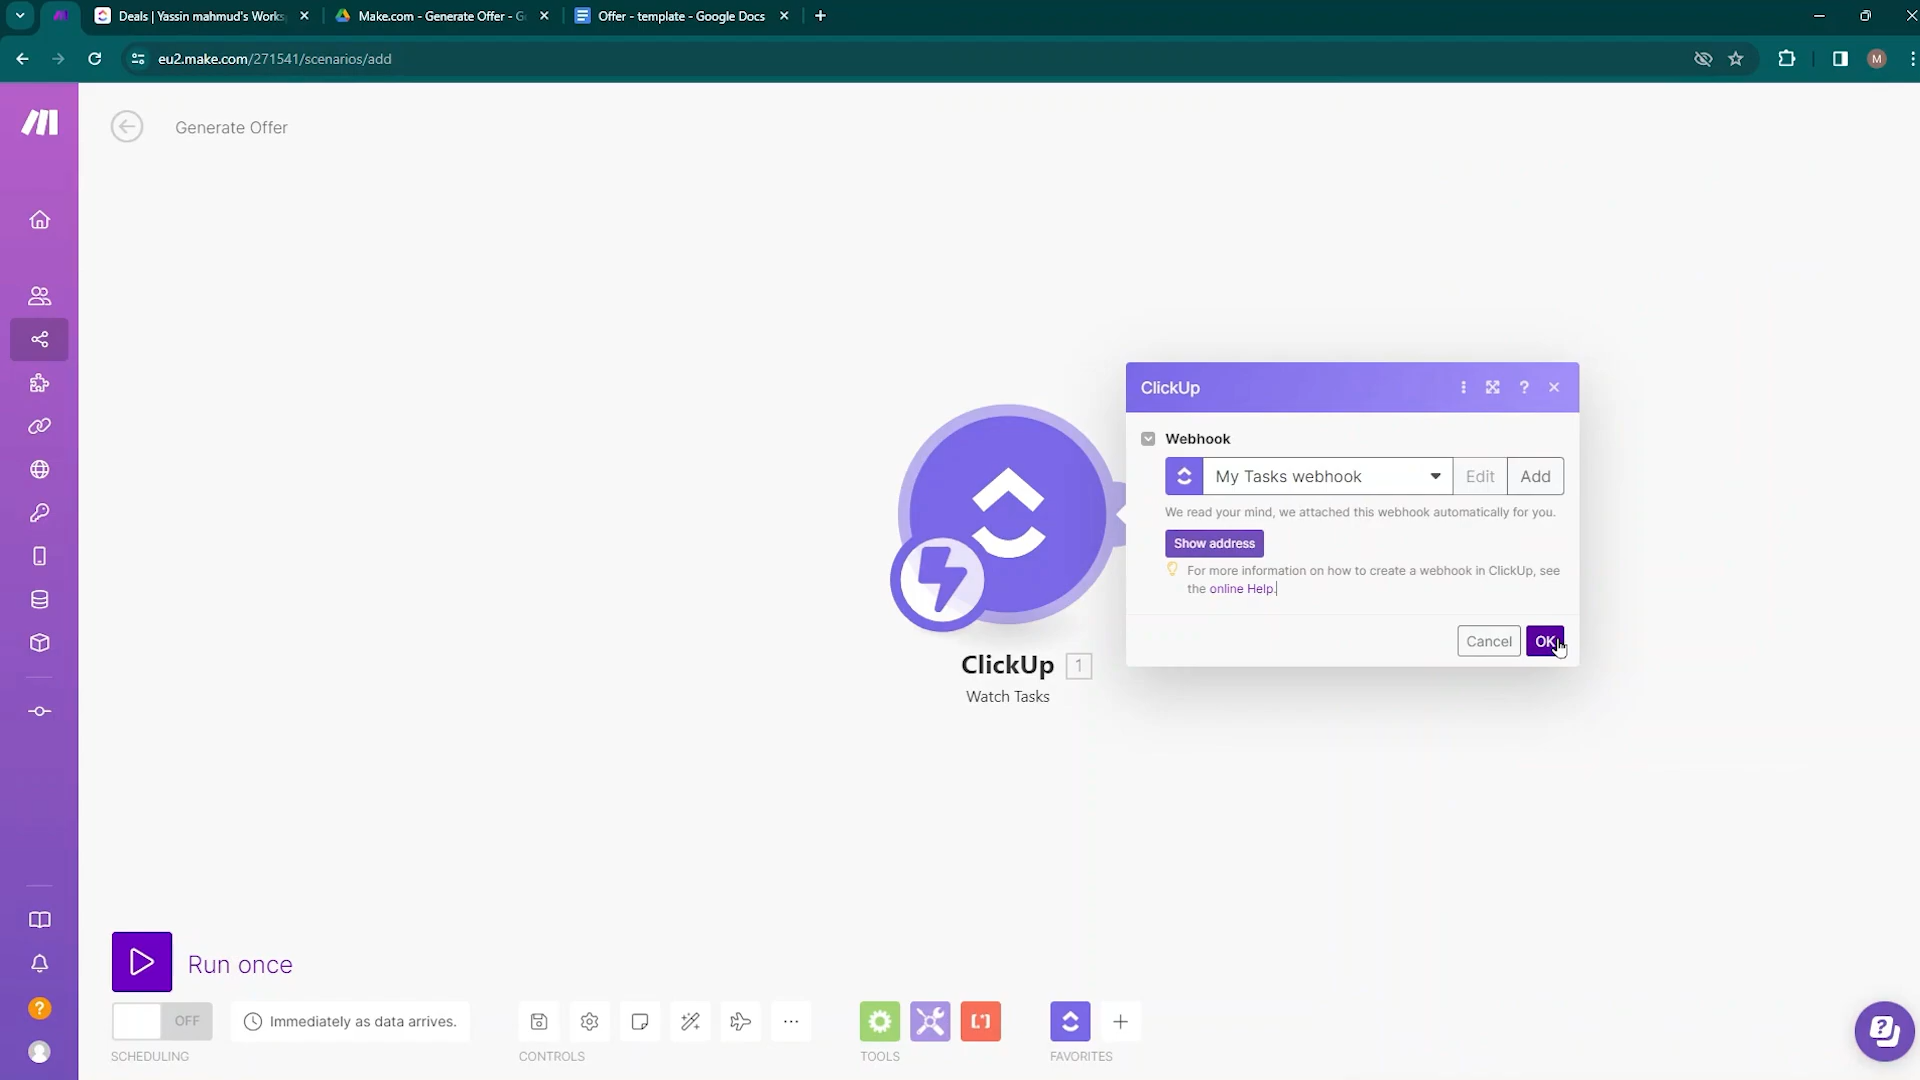 Deals | Yassin mahmud's Works
Make.com - Generate Offer - Go
Offer - template - Google Docs
eu2.make.com/271541/scenarios/add
M
Generate Offer
ClickUp
?
Webhook
My Tasks webhook
Edit
Add
We read your mind, we attached this webhook automatically for you.
Show address
For more information on how to create a webhook in ClickUp, see
the online Help.
Cancel
OK
ClickUp 1
Watch Tasks
Run once
OFF
Immediately as data arrives.
SCHEDULING
CONTROLS
TOOLS
FAVORITES
?
?